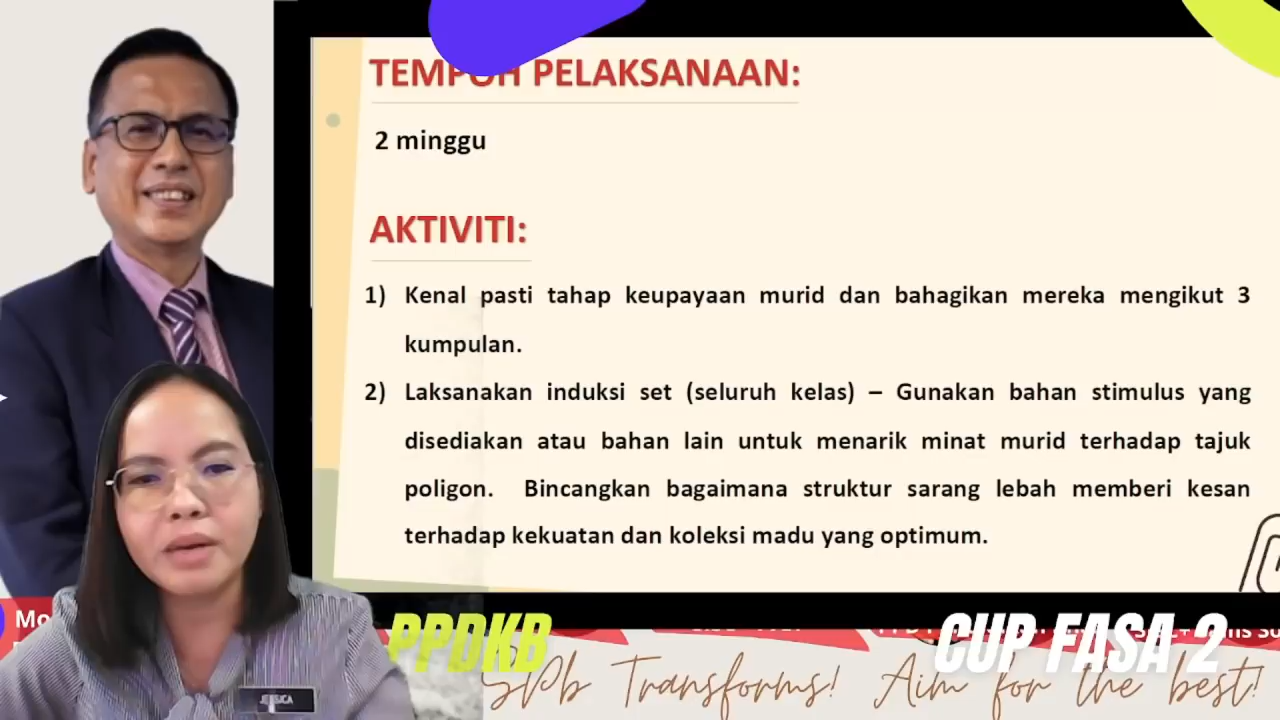 TEMPOH PELAKSANAAN:
2 minggu
AKTIVITI:
1) Kenal pasti tahap keupayaan murid dan bahagikan mereka mengikut 3
kumpulan.
2) Laksanakan induksi set (seluruh kelas) – Gunakan bahan stimulus yang
disediakan atau bahan lain untuk menarik minat murid terhadap tajuk
poligon. Bincangkan bagaimana struktur sarang lebah memberi kesan
terhadap kekuatan dan koleksi madu yang optimum.
JESSICA
PPDKB
CUP FASA 2
Transforms! Aim for the best!